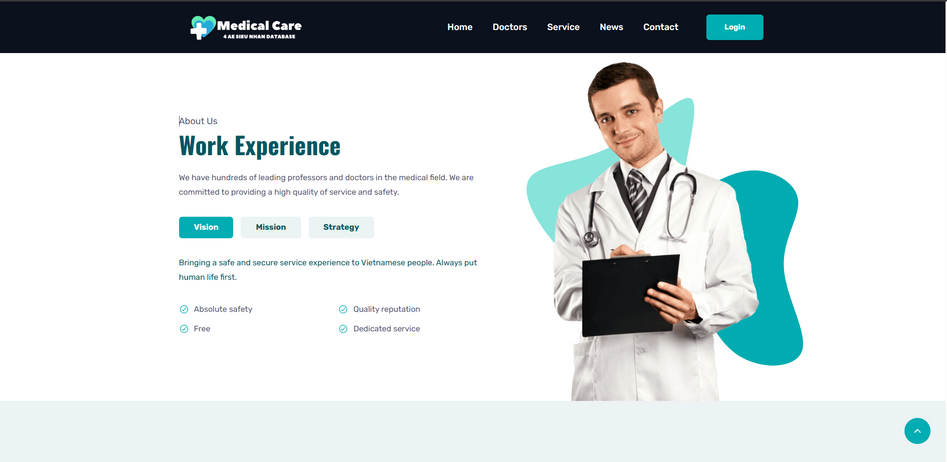 Medical Care
4 AE SIEU NHAN DATABASE
Home Doctors Service News Contact Login
About Us
Work Experience
We have hundreds of leading professors and doctors in the medical field. We are
committed to providing a high quality of service and safety.
Vision Mission Strategy
Bringing a safe and secure service experience to Vietnamese people. Always put
human life first.
Absolute safety Quality reputation
Free Dedicated service